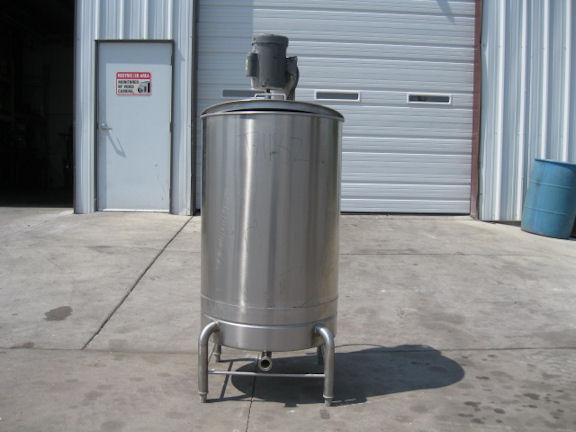 RESTRICTED AREA
MONITORED
BY VIDEO
CAMERA